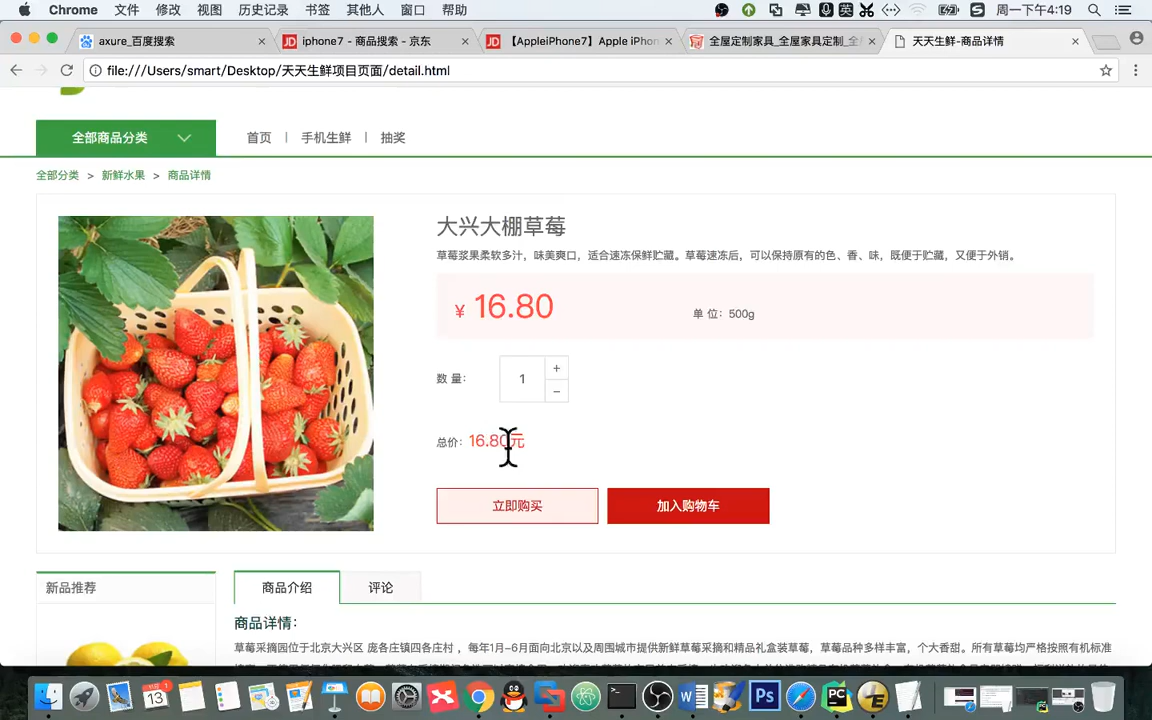 Chrome 文件 修改 视图 历史记录 书签 其他人 窗口 帮助 周一下午4:19
axure_百度搜索 iphone7 - 商品搜索 - 京东 【AppleiPhone7】Apple iPhon 全屋定制家具_全屋家具定制_全 天天生鲜-商品详情
file:///Users/smart/Desktop/天天生鲜项目页面/detail.html
全部商品分类 首页 | 手机生鲜 | 抽奖
全部分类 > 新鲜水果 > 商品详情
大兴大棚草莓
草莓浆果柔软多汁，味美爽口，适合速冻保鲜贮藏。草莓速冻后，可以保持原有的色、香、味，既便于贮藏，又便于外销。
¥ 16.80 单 位：500g
数 量： 1 + −
总价：16.80元
立即购买 加入购物车
新品推荐 商品介绍 评论
商品详情：
草莓采摘园位于北京大兴区 庞各庄镇四各庄村 ，每年1月-6月面向北京以及周围城市提供新鲜草莓采摘和精品礼盒装草莓，草莓品种多样丰富，个大香甜。所有草莓均严格按照有机标准